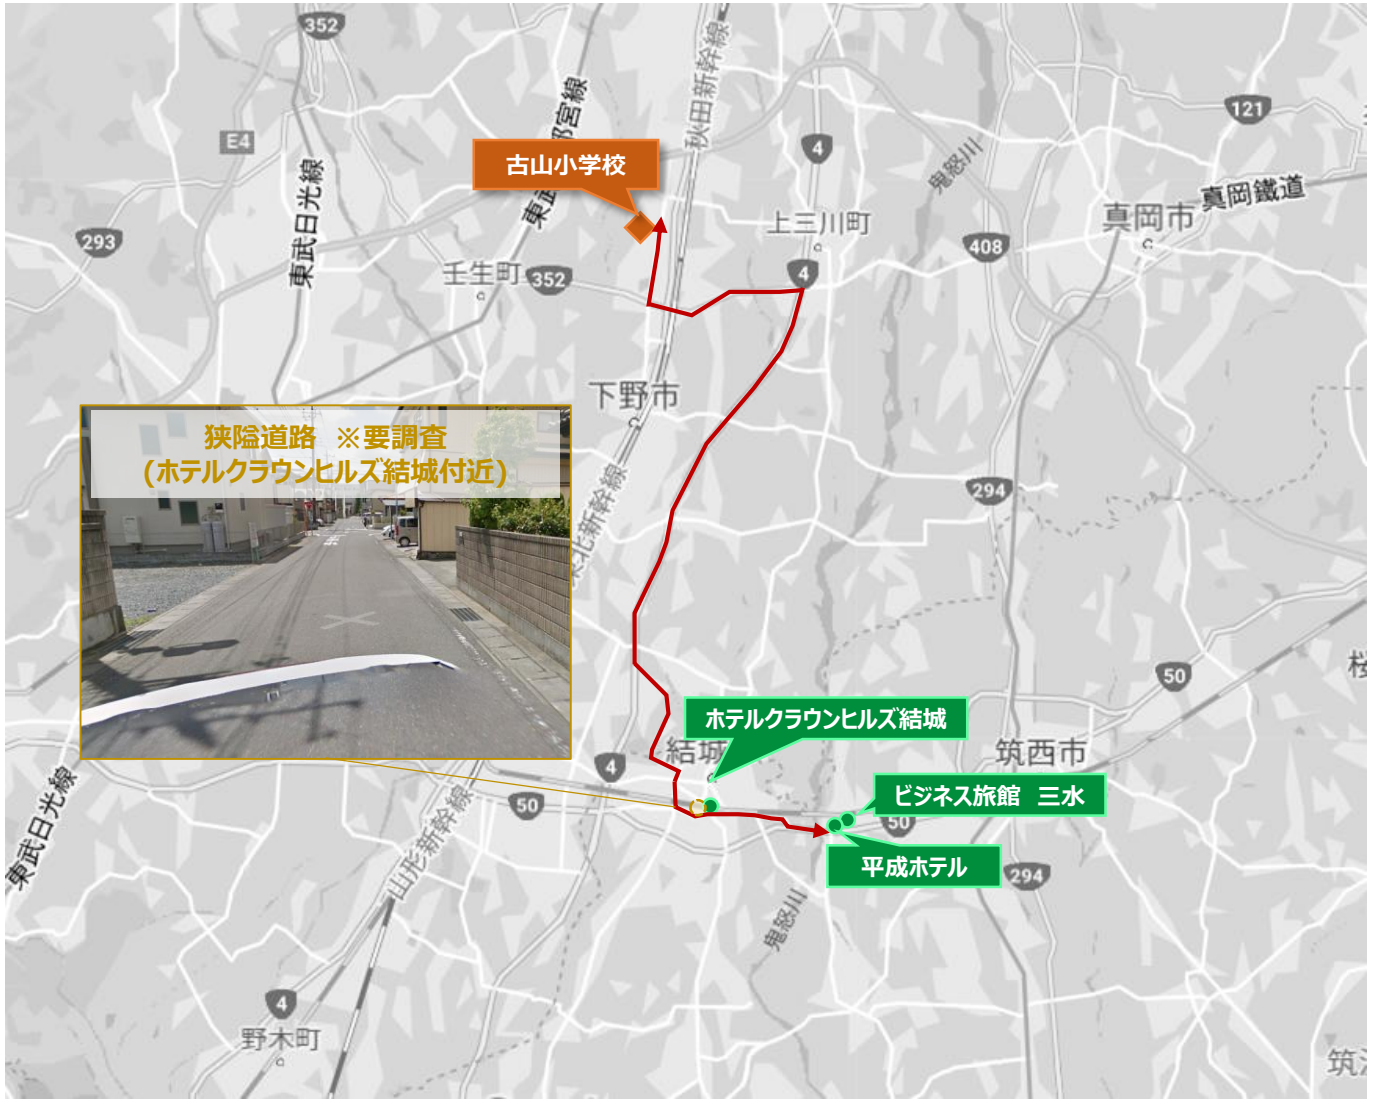 352
秋田新幹線
宮線
121
E4
4
古山小学校
鬼怒川
東武日光線
東武
上三川町
真岡市
真岡鐵道
293
408
壬生町
352
4
下野市
狭隘道路 ※要調査
(ホテルクラウンヒルズ結城付近)
北新幹線
294
桜
50
ホテルクラウンヒルズ結城
結城
筑西市
4
50
ビジネス旅館 三水
50
東武日光線
山形新幹線
平成ホテル
294
鬼怒川
4
野木町
筑